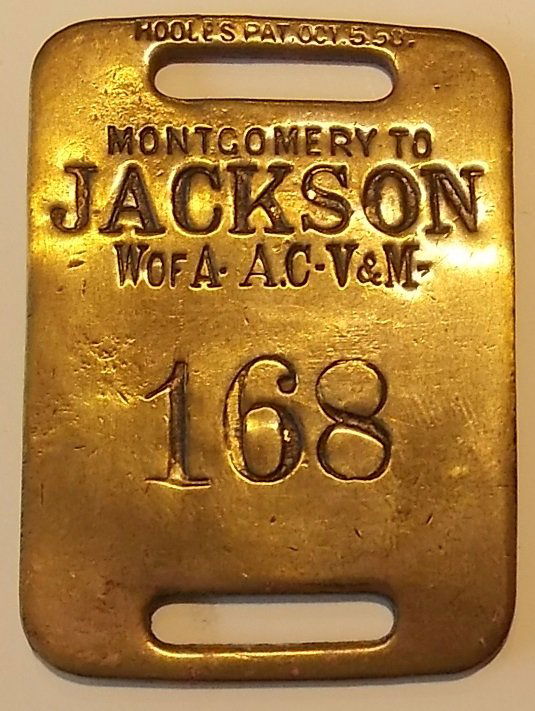 HOOLES PAT. OCT. 5.58.
MONTGOMERY TO
JACKSON
W OF A. A.C. V&M.
168